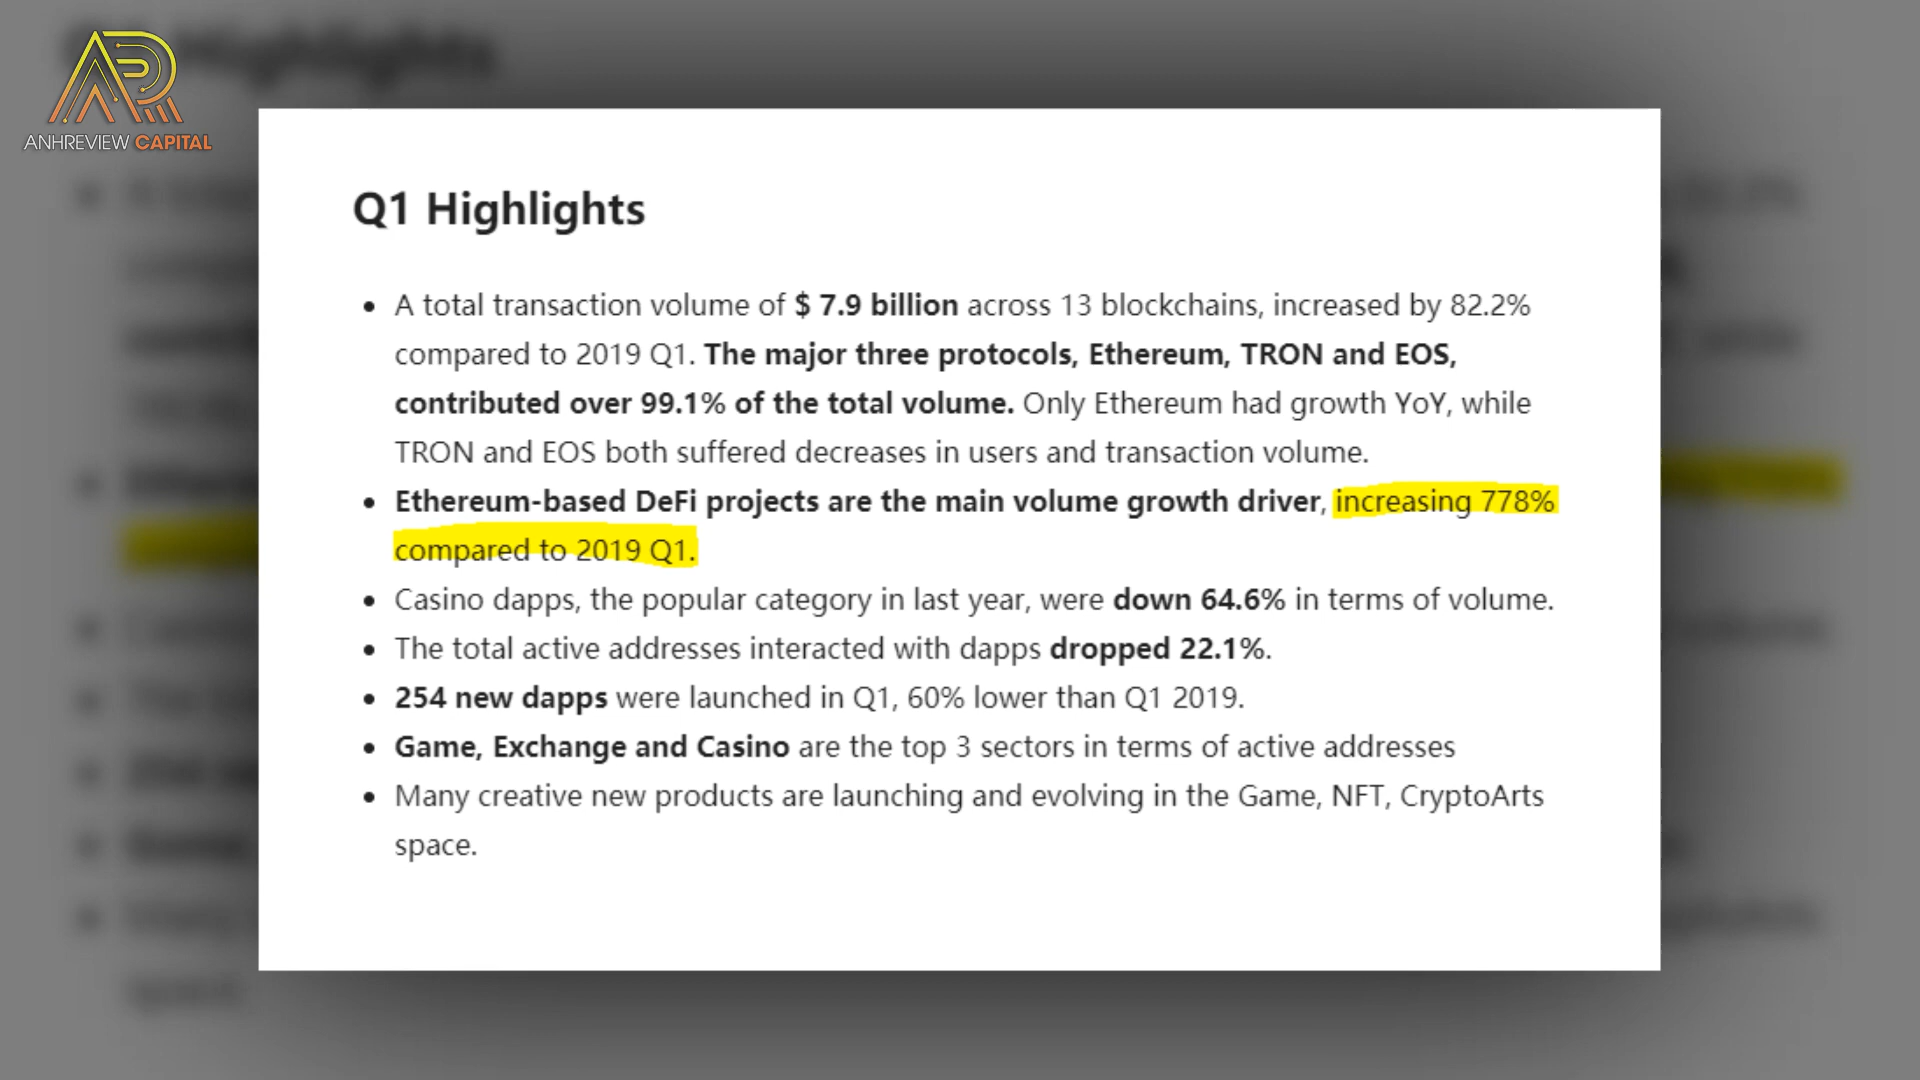 ANHREVIEW CAPITAL
Q1 Highlights
• A total transaction volume of $ 7.9 billion across 13 blockchains, increased by 82.2%
compared to 2019 Q1. The major three protocols, Ethereum, TRON and EOS,
contributed over 99.1% of the total volume. Only Ethereum had growth YoY, while
TRON and EOS both suffered decreases in users and transaction volume.
• Ethereum-based DeFi projects are the main volume growth driver, increasing 778%
compared to 2019 Q1.
• Casino dapps, the popular category in last year, were down 64.6% in terms of volume.
• The total active addresses interacted with dapps dropped 22.1%.
• 254 new dapps were launched in Q1, 60% lower than Q1 2019.
• Game, Exchange and Casino are the top 3 sectors in terms of active addresses
• Many creative new products are launching and evolving in the Game, NFT, CryptoArts
space.